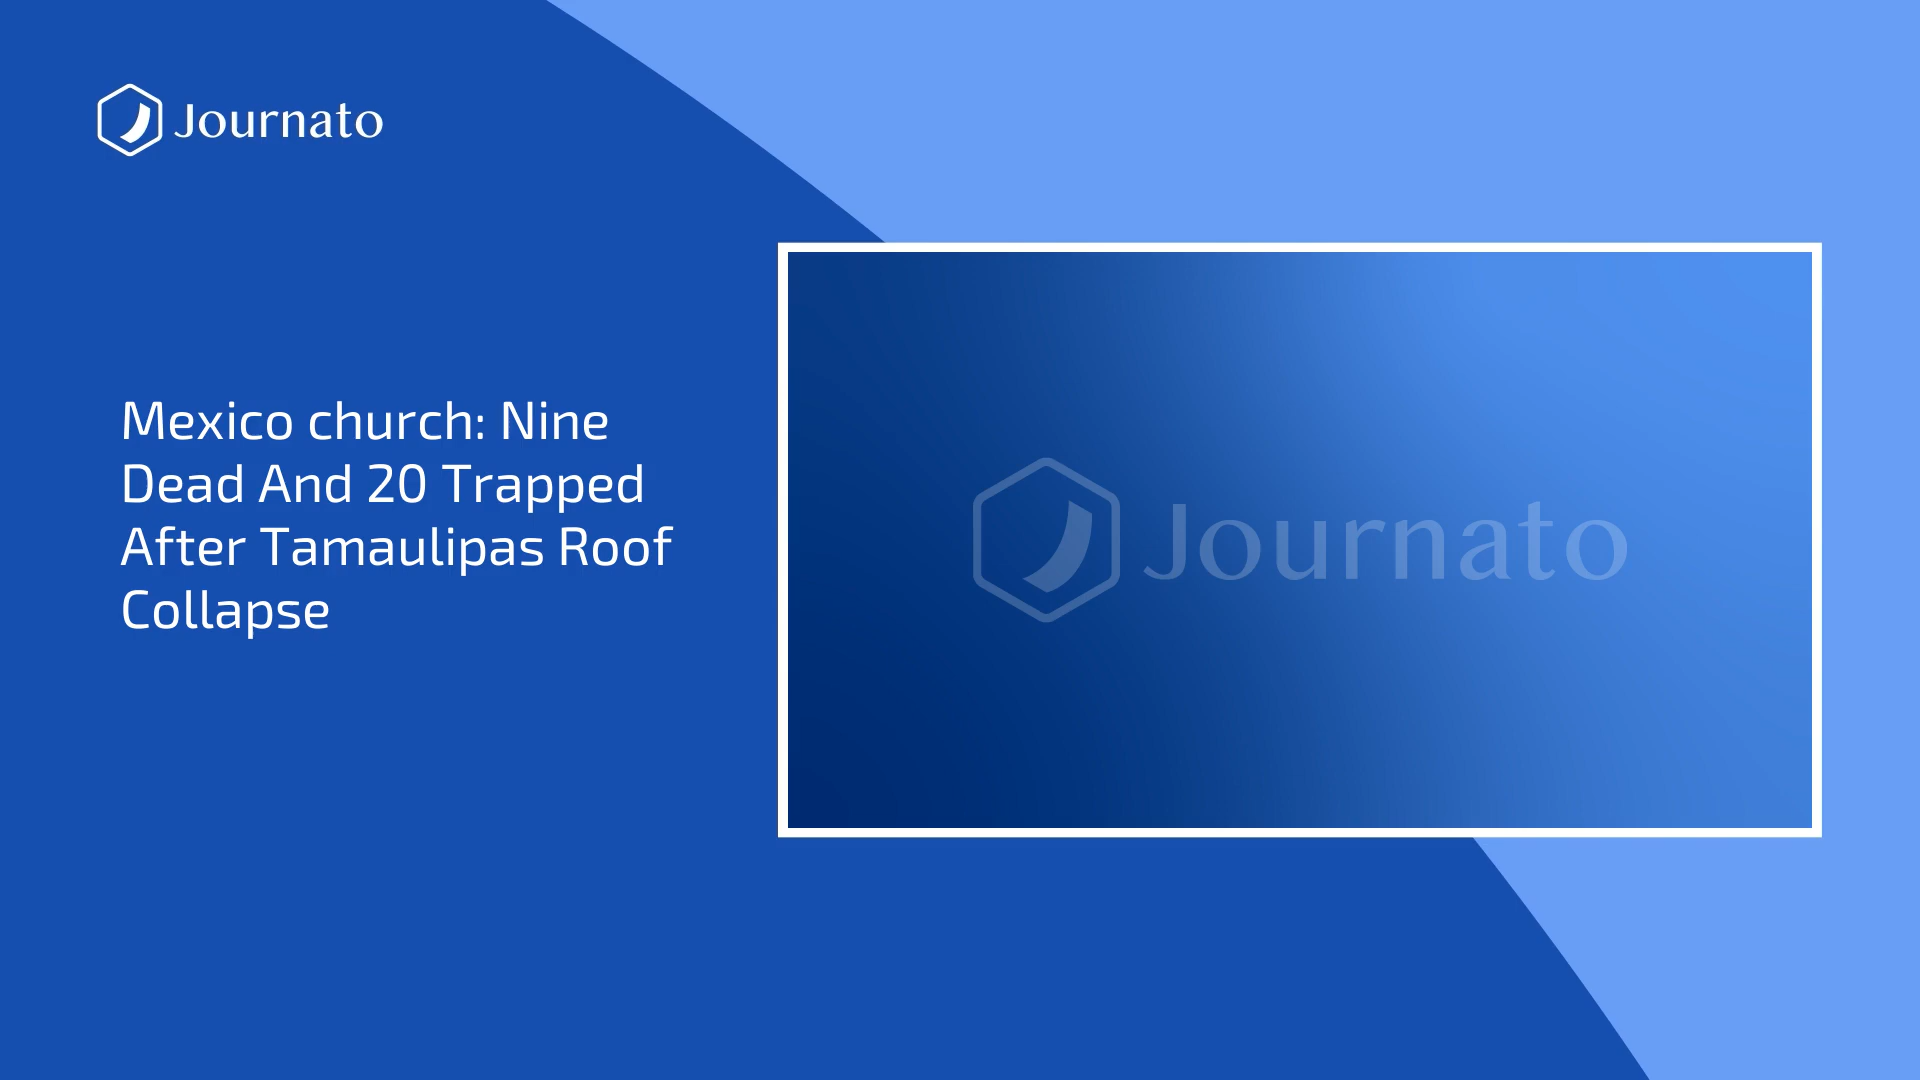 Journato
Mexico church: Nine
Dead And 20 Trapped
After Tamaulipas Roof
Collapse
Journato